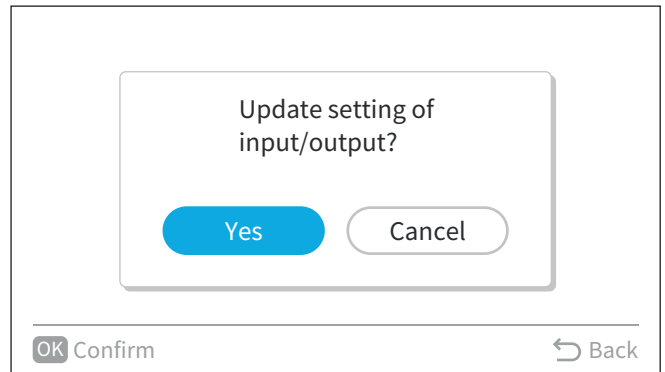 Update setting of
input/output?
Yes Cancel
OK Confirm Back